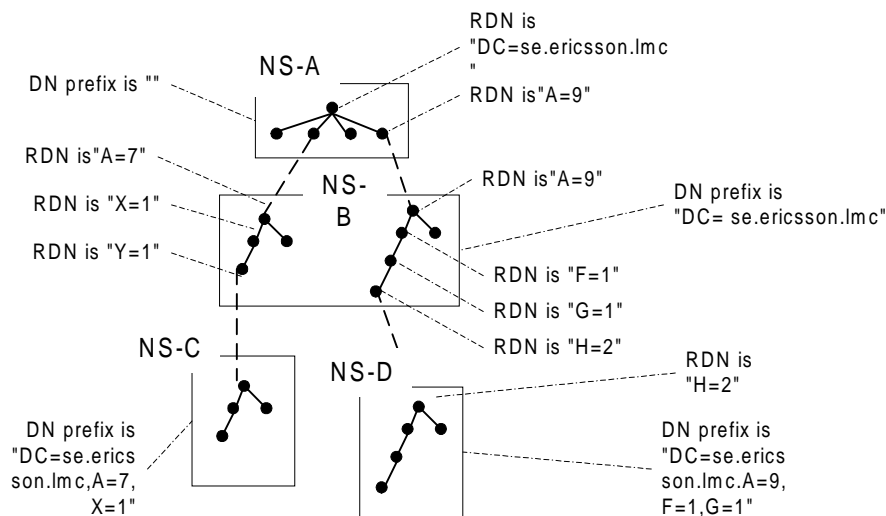 RDN is
"DC=se.ericsson.lmc
"
NS-A
DN prefix is ""
RDN is"A=9"
RDN is"A=7"
NS-
B
RDN is"A=9"
DN prefix is
"DC= se.ericsson.lmc"
RDN is "X=1"
RDN is "Y=1"
RDN is "F=1"
RDN is "G=1"
RDN is "H=2"
NS-C
NS-D
RDN is
"H=2"
DN prefix is
"DC=se.erics
son.lmc,A=7,
X=1"
DN prefix is
"DC=se.erics
son.lmc.A=9,
F=1,G=1"